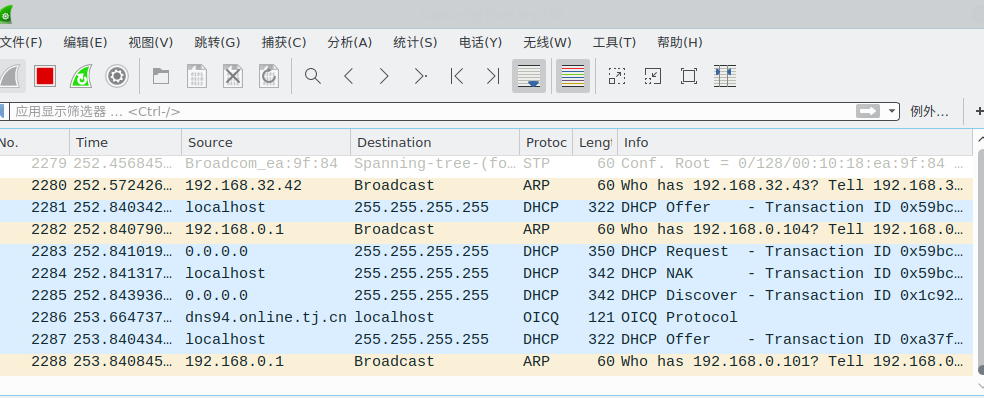 文件(F) 编辑(E) 视图(V) 跳转(G) 捕获(C) 分析(A) 统计(S) 电话(Y) 无线(W) 工具(T) 帮助(H)
应用显示筛选器 … <Ctrl-/> 例外… +
No. Time Source Destination Protoc Lengt Info
2279 252.456845… Broadcom_ea:9f:84 Spanning-tree-(fo… STP 60 Conf. Root = 0/128/00:10:18:ea:9f:84 …
2280 252.572426… 192.168.32.42 Broadcast ARP 60 Who has 192.168.32.43? Tell 192.168.3…
2281 252.840342… localhost 255.255.255.255 DHCP 322 DHCP Offer - Transaction ID 0x59bc…
2282 252.840790… 192.168.0.1 Broadcast ARP 60 Who has 192.168.0.104? Tell 192.168.0…
2283 252.841019… 0.0.0.0 255.255.255.255 DHCP 350 DHCP Request - Transaction ID 0x59bc…
2284 252.841317… localhost 255.255.255.255 DHCP 342 DHCP NAK - Transaction ID 0x59bc…
2285 252.843936… 0.0.0.0 255.255.255.255 DHCP 342 DHCP Discover - Transaction ID 0x1c92…
2286 253.664737… dns94.online.tj.cn localhost OICQ 121 OICQ Protocol
2287 253.840434… localhost 255.255.255.255 DHCP 322 DHCP Offer - Transaction ID 0xa37f…
2288 253.840845… 192.168.0.1 Broadcast ARP 60 Who has 192.168.0.101? Tell 192.168.0…